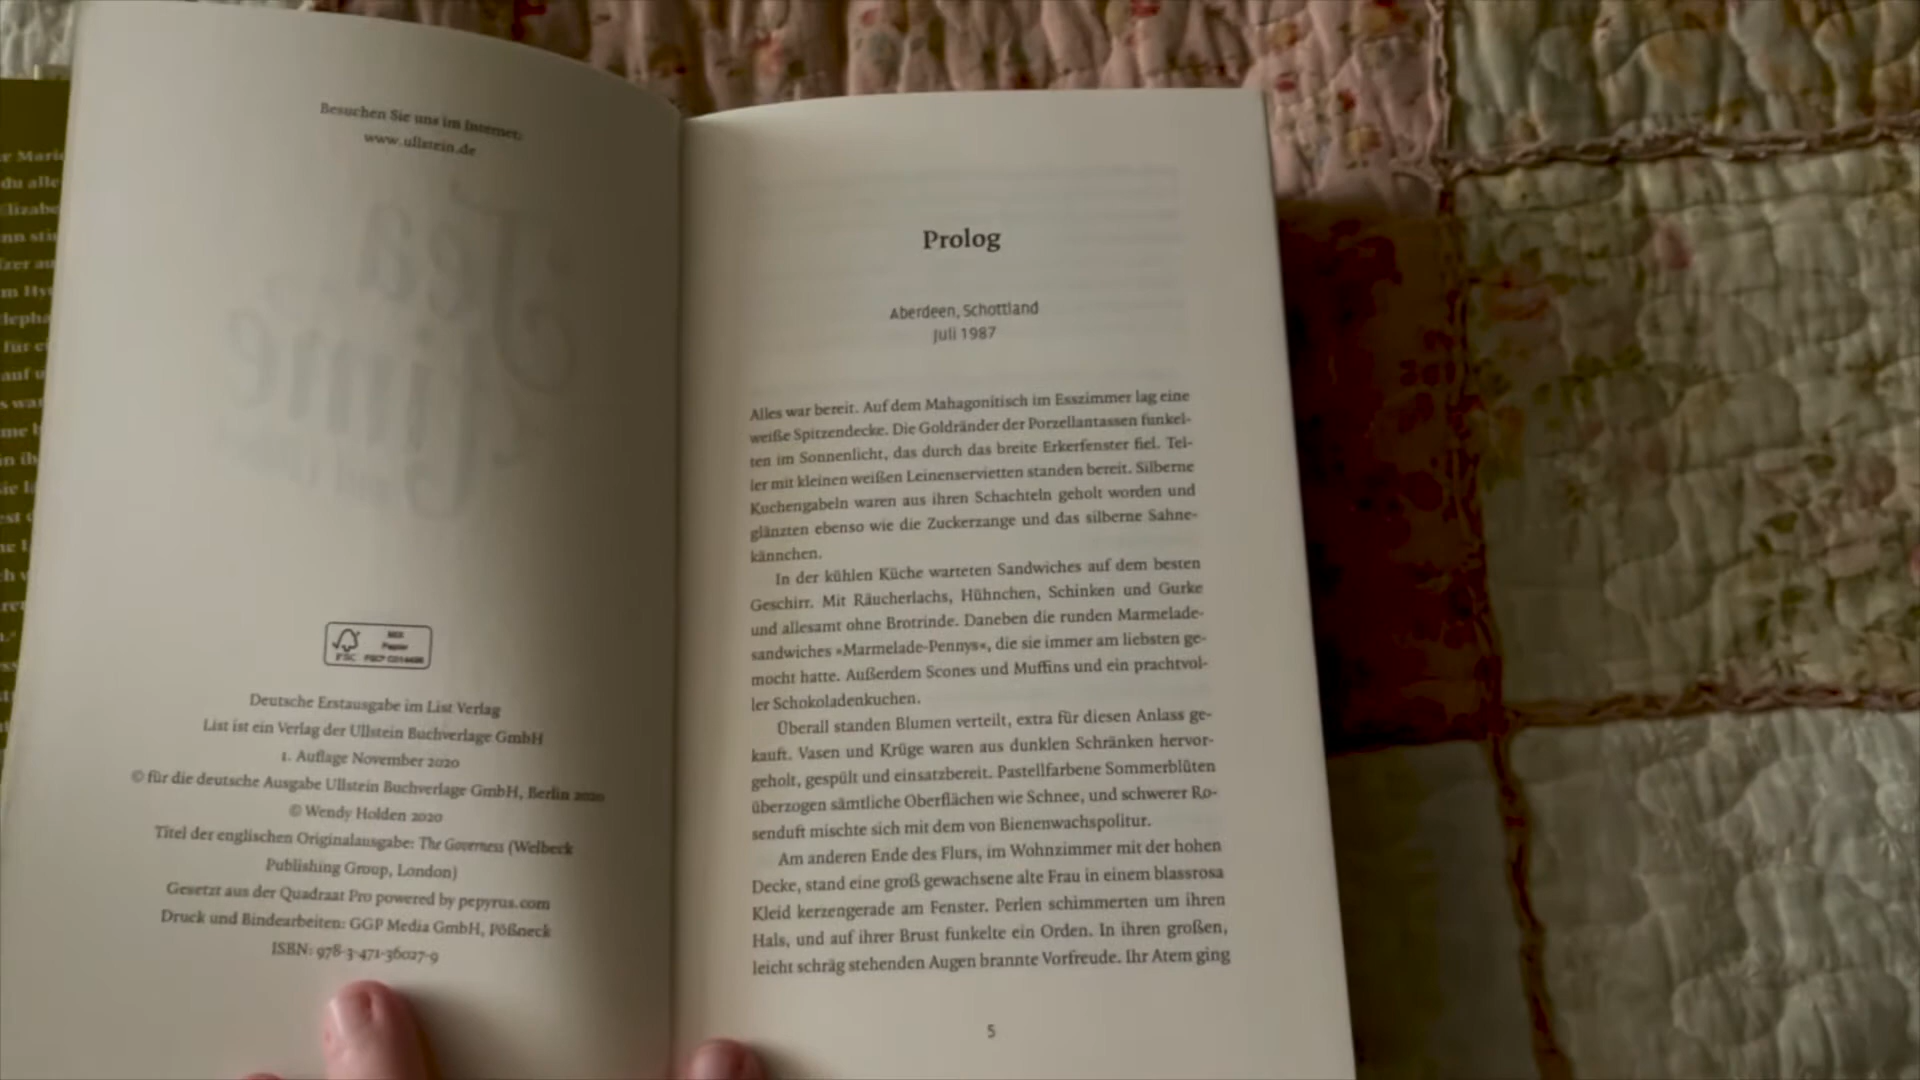 Besuchen Sie uns im Internet:
www.ullstein.de
FSC
Deutsche Erstausgabe im List Verlag
List ist ein Verlag der Ullstein Buchverlage GmbH
1. Auflage November 2020
© für die deutsche Ausgabe Ullstein Buchverlage GmbH, Berlin 2020
© Wendy Holden 2020
Titel der englischen Originalausgabe: The Governess (Welbeck
Publishing Group, London)
Gesetzt aus der Quadraat Pro powered by pepyrus.com
Druck und Bindearbeiten: GGP Media GmbH, Pößneck
ISBN: 978-3-471-36027-9
Prolog
Aberdeen, Schottland
Juli 1987
Alles war bereit. Auf dem Mahagonitisch im Esszimmer lag eine
weiße Spitzendecke. Die Goldränder der Porzellantassen funkel-
ten im Sonnenlicht, das durch das breite Erkerfenster fiel. Tel-
ler mit kleinen weißen Leinenservietten standen bereit. Silberne
Kuchengabeln waren aus ihren Schachteln geholt worden und
glänzten ebenso wie die Zuckerzange und das silberne Sahne-
kännchen.
In der kühlen Küche warteten Sandwiches auf dem besten
Geschirr. Mit Räucherlachs, Hühnchen, Schinken und Gurke
und allesamt ohne Brotrinde. Daneben die runden Marmelade-
sandwiches »Marmelade-Pennys«, die sie immer am liebsten ge-
mocht hatte. Außerdem Scones und Muffins und ein prachtvol-
ler Schokoladenkuchen.
Überall standen Blumen verteilt, extra für diesen Anlass ge-
kauft. Vasen und Krüge waren aus dunklen Schränken hervor-
geholt, gespült und einsatzbereit. Pastellfarbene Sommerblüten
überzogen sämtliche Oberflächen wie Schnee, und schwerer Ro-
senduft mischte sich mit dem von Bienenwachspolitur.
Am anderen Ende des Flurs, im Wohnzimmer mit der hohen
Decke, stand eine groß gewachsene alte Frau in einem blassrosa
Kleid kerzengerade am Fenster. Perlen schimmerten um ihren
Hals, und auf ihrer Brust funkelte ein Orden. In ihren großen,
leicht schräg stehenden Augen brannte Vorfreude. Ihr Atem ging
5